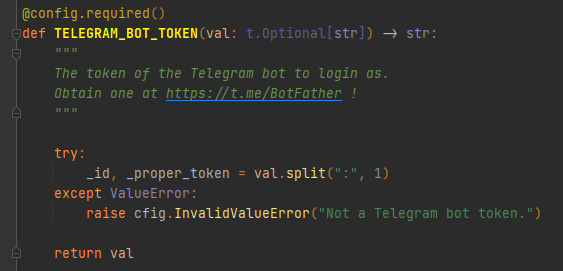 @config.required()
def TELEGRAM_BOT_TOKEN(val: t.Optional[str]) -> str:
"""
The token of the Telegram bot to login as.
Obtain one at https://t.me/BotFather !
"""
try:
_id, _proper_token = val.split(":", 1)
except ValueError:
raise cfig.InvalidValueError("Not a Telegram bot token.")
return val